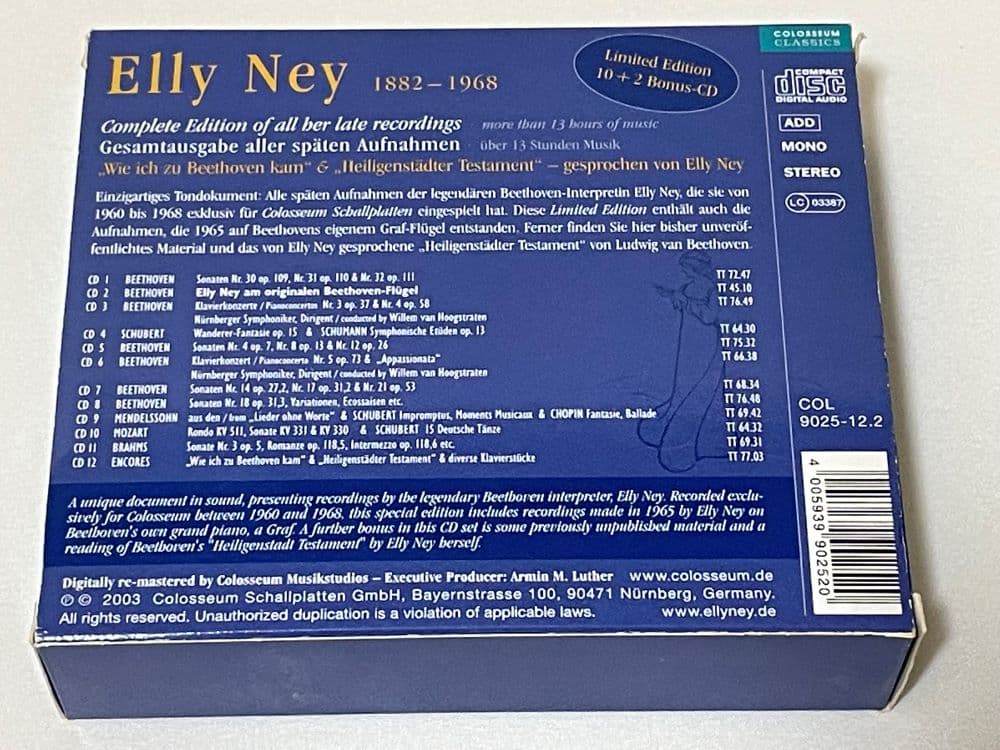 COLOSSEUM
CLASSICS
Elly Ney 1882–1968
Limited Edition
10+2 Bonus-CD
COMPACT
disc
DIGITAL AUDIO
Complete Edition of all her late recordings more than 13 hours of music
Gesamtausgabe aller späten Aufnahmen · über 13 Stunden Musik
ADD
MONO
„Wie ich zu Beethoven kam“ & „Heiligenstädter Testament“ – gesprochen von Elly Ney
STEREO
Einzigartiges Tondokument: Alle späten Aufnahmen der legendären Beethoven-Interpretin Elly Ney, die sie von
1960 bis 1968 exklusiv für Colosseum Schallplatten eingespielt hat. Diese Limited Edition enthält auch die
LC 03387
Aufnahmen, die 1965 auf Beethovens eigenem Graf-Flügel entstanden. Ferner finden Sie hier bisher unveröf-
fentlichtes Material und das von Elly Ney gesprochene „Heiligenstädter Testament“ von Ludwig van Beethoven.
CD 1 BEETHOVEN Sonaten Nr. 30 op. 109, Nr. 31 op. 110 & Nr. 32 op. 111 TT 72.47
CD 2 BEETHOVEN Elly Ney am originalen Beethoven-Flügel TT 45.10
CD 3 BEETHOVEN Klavierkonzerte / Pianoconcertos Nr. 3 op. 37 & Nr. 4 op. 58 TT 76.49
Nürnberger Symphoniker, Dirigent / conducted by Willem van Hoogstraten
CD 4 SCHUBERT Wanderer-Fantasie op. 15 & SCHUMANN Symphonische Etüden op. 13 TT 64.30
CD 5 BEETHOVEN Sonaten Nr. 4 op. 7, Nr. 8 op. 13 & Nr. 12 op. 26 TT 75.32
CD 6 BEETHOVEN Klavierkonzert / Pianoconcerto Nr. 5 op. 73 & „Appassionata“ TT 66.38
Nürnberger Symphoniker, Dirigent / conducted by Willem van Hoogstraten
CD 7 BEETHOVEN Sonaten Nr. 14 op. 27,2, Nr. 17 op. 31,2 & Nr. 21 op. 53 TT 68.34
CD 8 BEETHOVEN Sonaten Nr. 18 op. 31,3, Variationen, Ecossaisen etc. TT 76.48
CD 9 MENDELSSOHN aus den / from „Lieder ohne Worte“ & SCHUBERT Impromptus, Moments Musicaux & CHOPIN Fantasie, Ballade TT 69.42
CD 10 MOZART Rondo KV 511, Sonate KV 331 & KV 330 & SCHUBERT 15 Deutsche Tänze TT 64.32
CD 11 BRAHMS Sonate Nr. 3 op. 5, Romanze op. 118,5, Intermezzo op. 118,6 etc. TT 69.31
CD 12 ENCORES „Wie ich zu Beethoven kam“ & „Heiligenstädter Testament“ & diverse Klavierstücke TT 77.03
COL
9025-12.2
A unique document in sound, presenting recordings by the legendary Beethoven interpreter, Elly Ney. Recorded exclu-
sively for Colosseum between 1960 and 1968, this special edition includes recordings made in 1965 by Elly Ney on
Beethoven's own grand piano, a Graf. A further bonus in this CD set is some previously unpublished material and a
reading of Beethoven's "Heiligenstadt Testament" by Elly Ney herself.
4 005939 902520
Digitally re-mastered by Colosseum Musikstudios – Executive Producer: Armin M. Luther www.colosseum.de
℗ © 2003 Colosseum Schallplatten GmbH, Bayernstrasse 100, 90471 Nürnberg, Germany.
All rights reserved. Unauthorized duplication is a violation of applicable laws. www.ellyney.de